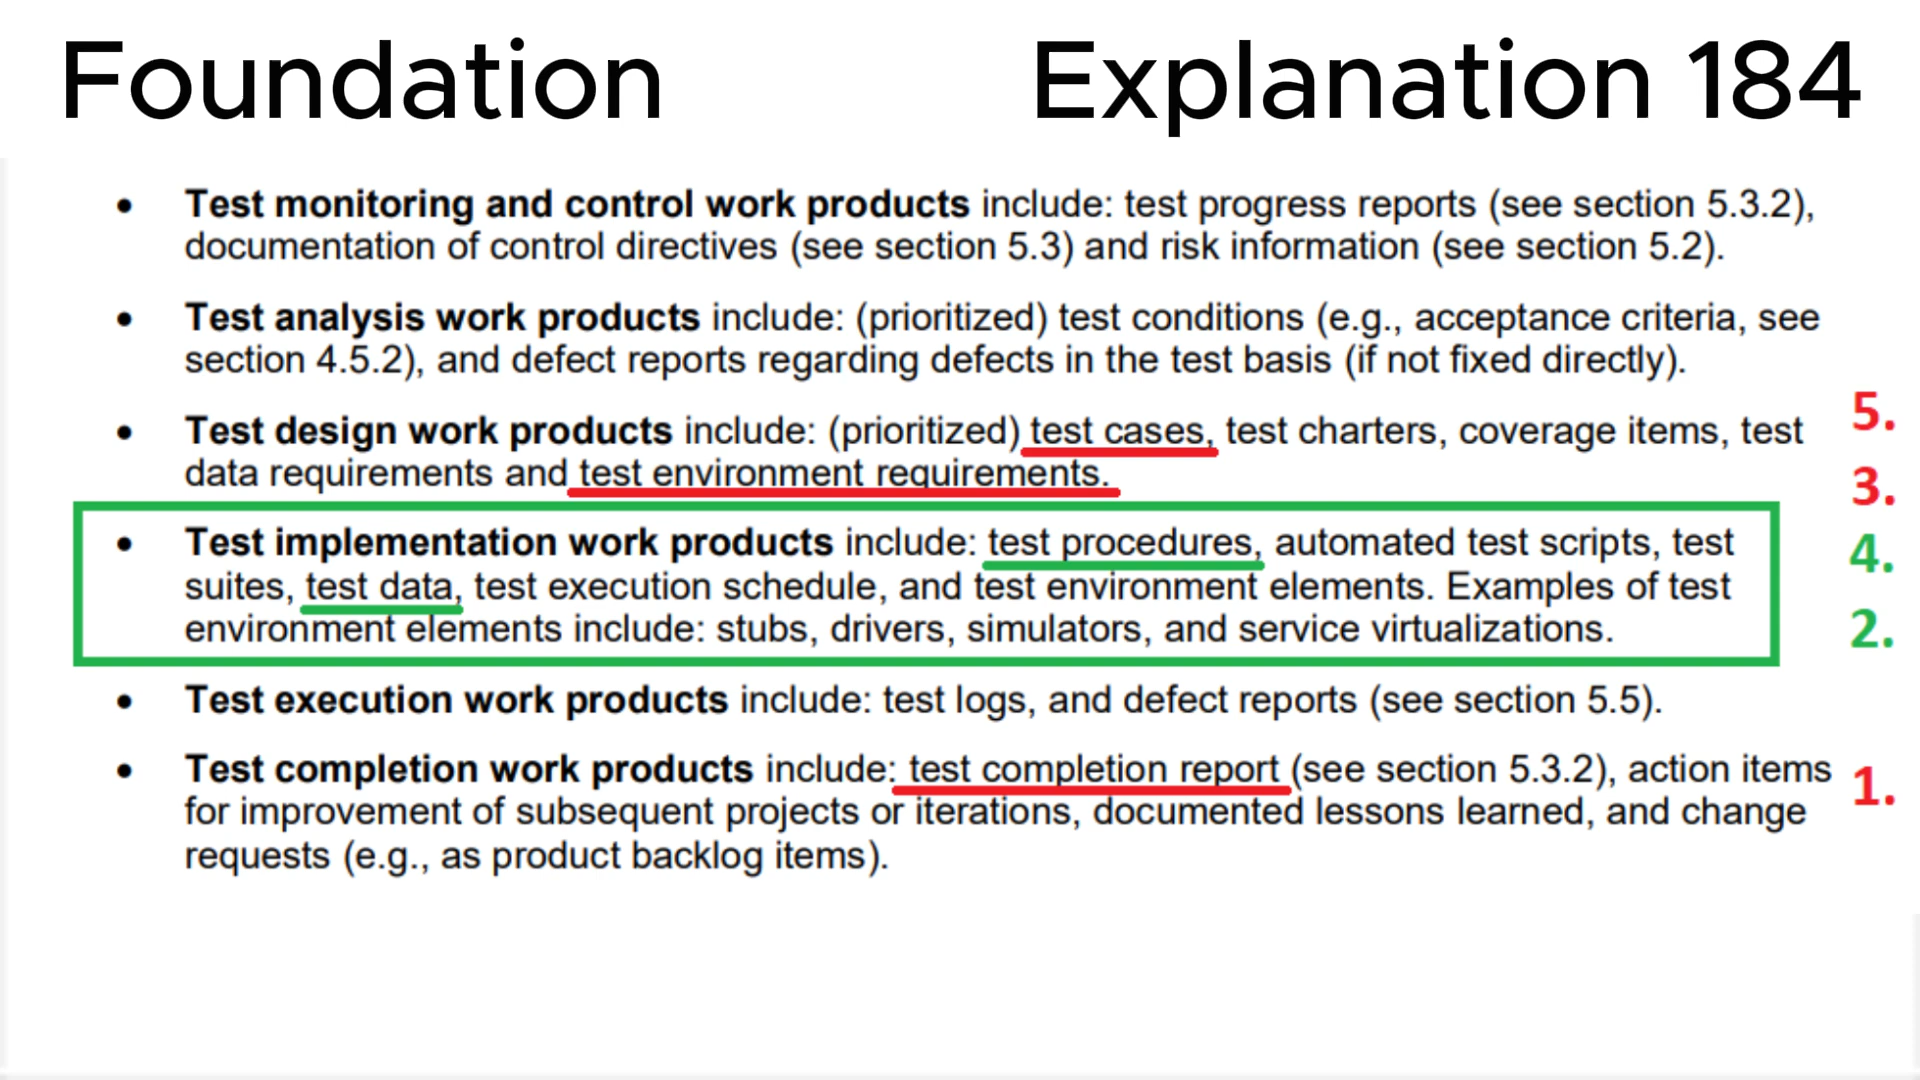 Foundation Explanation 184
• Test monitoring and control work products include: test progress reports (see section 5.3.2),
documentation of control directives (see section 5.3) and risk information (see section 5.2).
• Test analysis work products include: (prioritized) test conditions (e.g., acceptance criteria, see
section 4.5.2), and defect reports regarding defects in the test basis (if not fixed directly).
5.
• Test design work products include: (prioritized) test cases, test charters, coverage items, test
data requirements and test environment requirements.
3.
• Test implementation work products include: test procedures, automated test scripts, test
4.
suites, test data, test execution schedule, and test environment elements. Examples of test
environment elements include: stubs, drivers, simulators, and service virtualizations.
2.
• Test execution work products include: test logs, and defect reports (see section 5.5).
• Test completion work products include: test completion report (see section 5.3.2), action items
1.
for improvement of subsequent projects or iterations, documented lessons learned, and change
requests (e.g., as product backlog items).